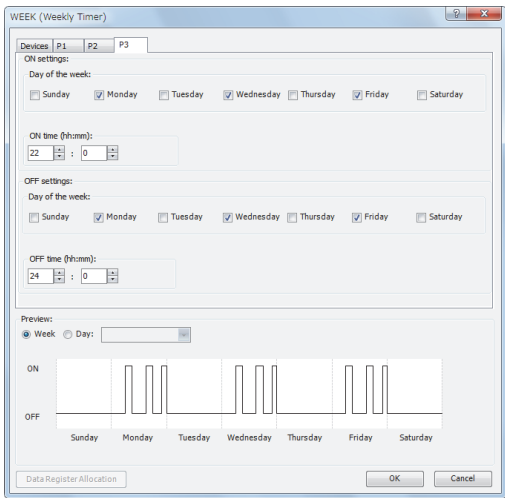 WEEK (Weekly Timer)
?
Devices P1 P2 P3
ON settings:
Day of the week:
Sunday Monday Tuesday Wednesday Thursday Friday Saturday
ON time (hh:mm):
22 : 0
OFF settings:
Day of the week:
Sunday Monday Tuesday Wednesday Thursday Friday Saturday
OFF time (hh:mm):
24 : 0
Preview:
Week Day:
ON
OFF
Sunday Monday Tuesday Wednesday Thursday Friday Saturday
Data Register Allocation OK Cancel